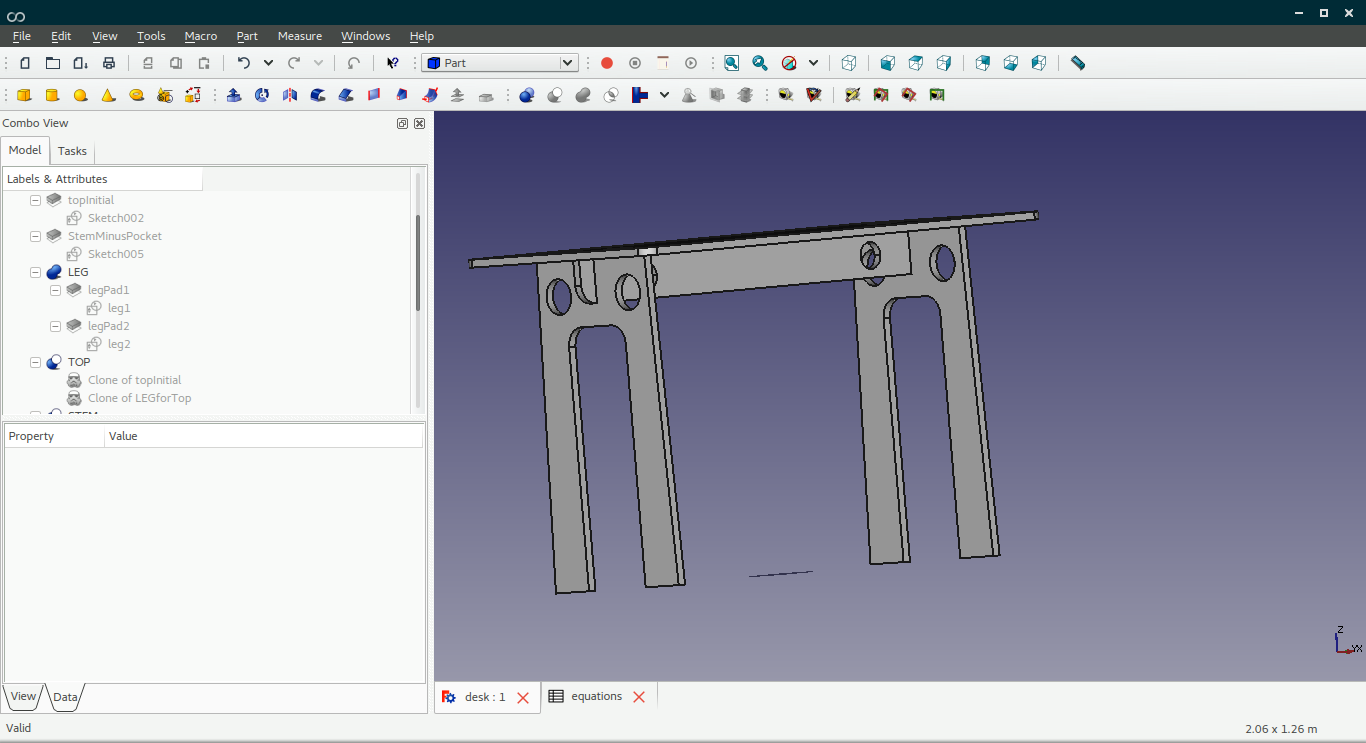 File Edit View Tools Macro Part Measure Windows Help
Part
Combo View
Model Tasks
Labels & Attributes
topInitial
Sketch002
StemMinusPocket
Sketch005
LEG
legPad1
leg1
legPad2
leg2
TOP
Clone of topInitial
Clone of LEGforTop
STEM
Property Value
View Data
Z
YX
desk : 1 equations
Valid 2.06 x 1.26 m